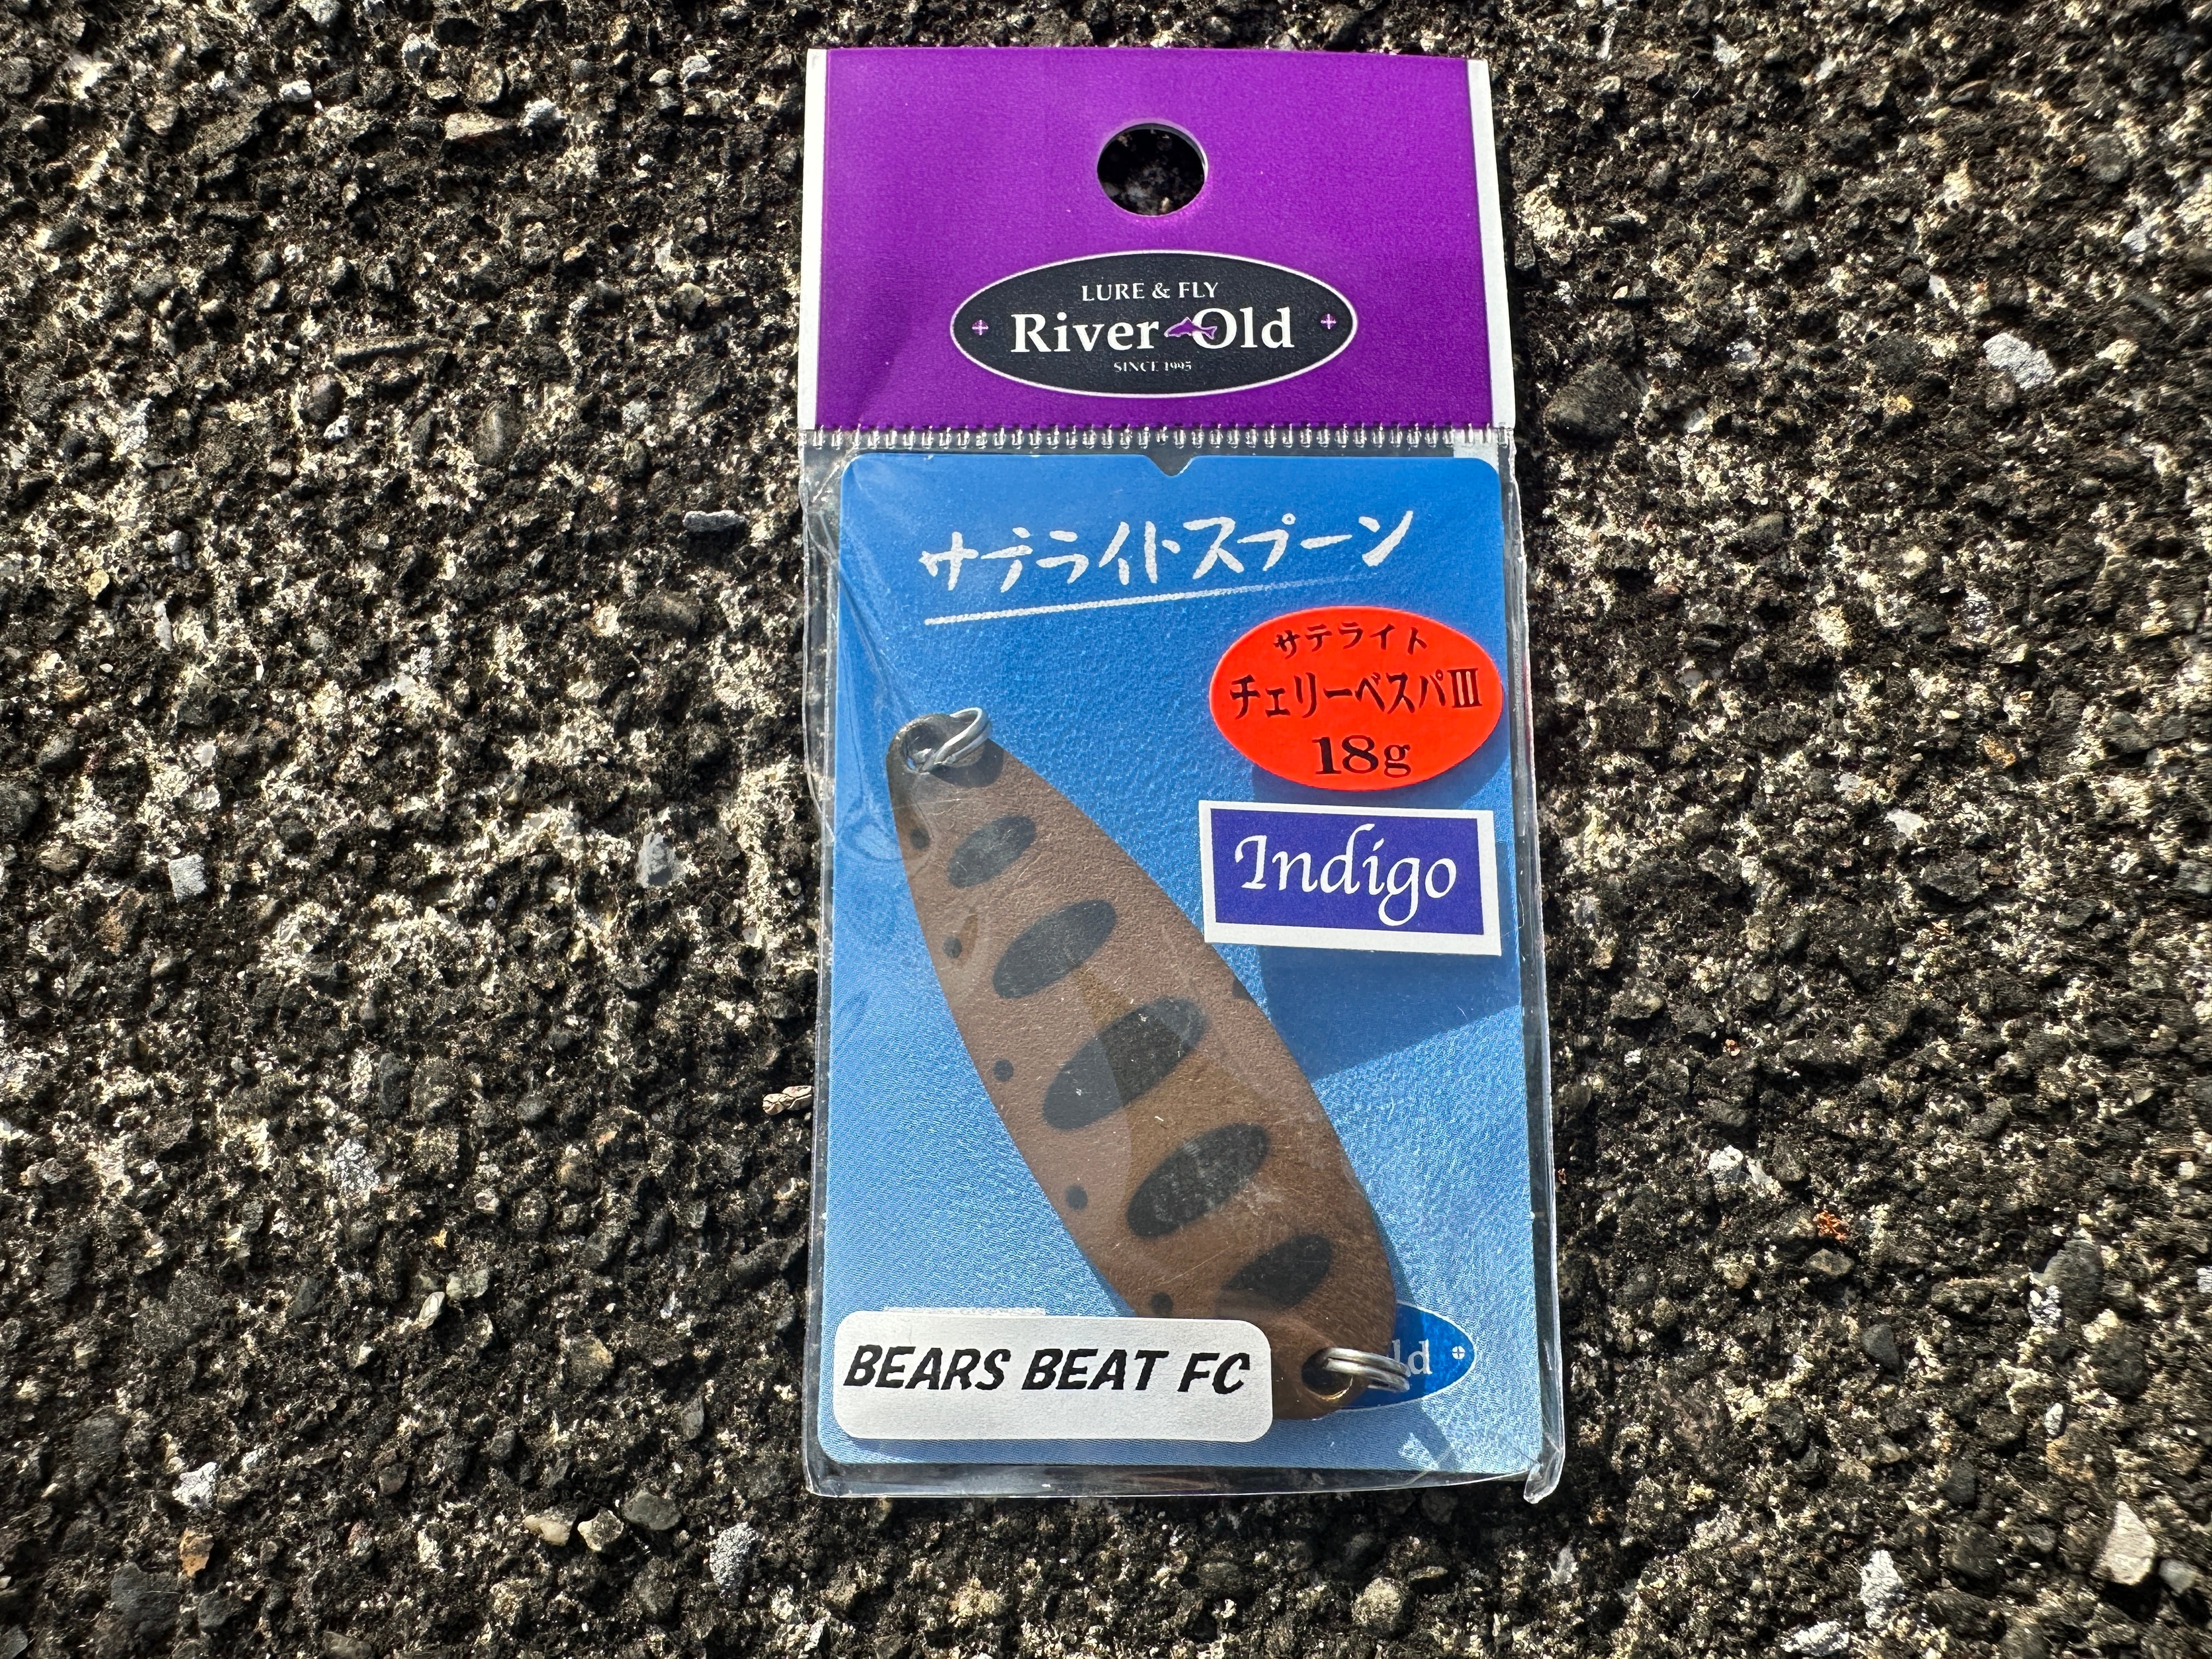 LURE & FLY
River Old
SINCE 1995
サテライトスプーン
サテライト
チェリーベスパⅢ
18g
Indigo
BEARS BEAT FC
ld